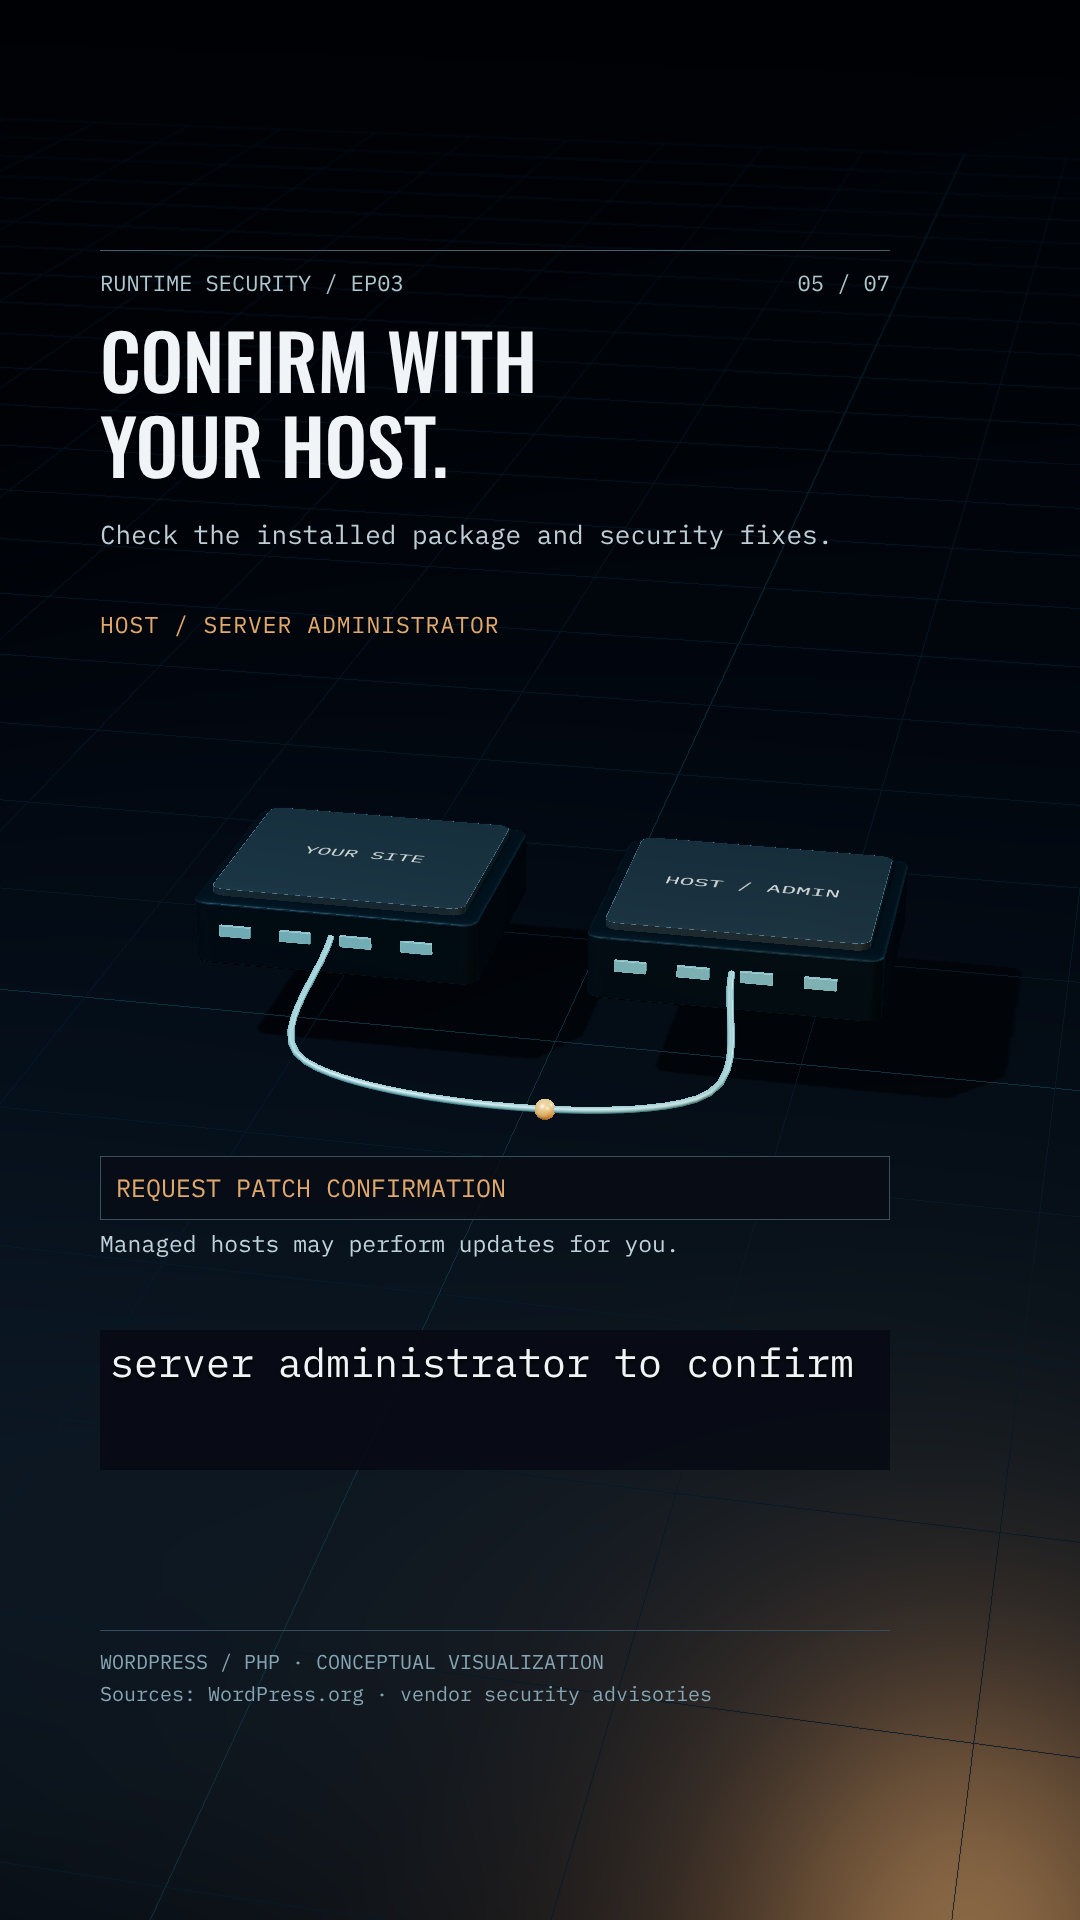 RUNTIME SECURITY / EP03
05 / 07
CONFIRM WITH
YOUR HOST.
Check the installed package and security fixes.
HOST / SERVER ADMINISTRATOR
YOUR SITE
HOST / ADMIN
REQUEST PATCH CONFIRMATION
Managed hosts may perform updates for you.
server administrator to confirm
WORDPRESS / PHP · CONCEPTUAL VISUALIZATION
Sources: WordPress.org · vendor security advisories